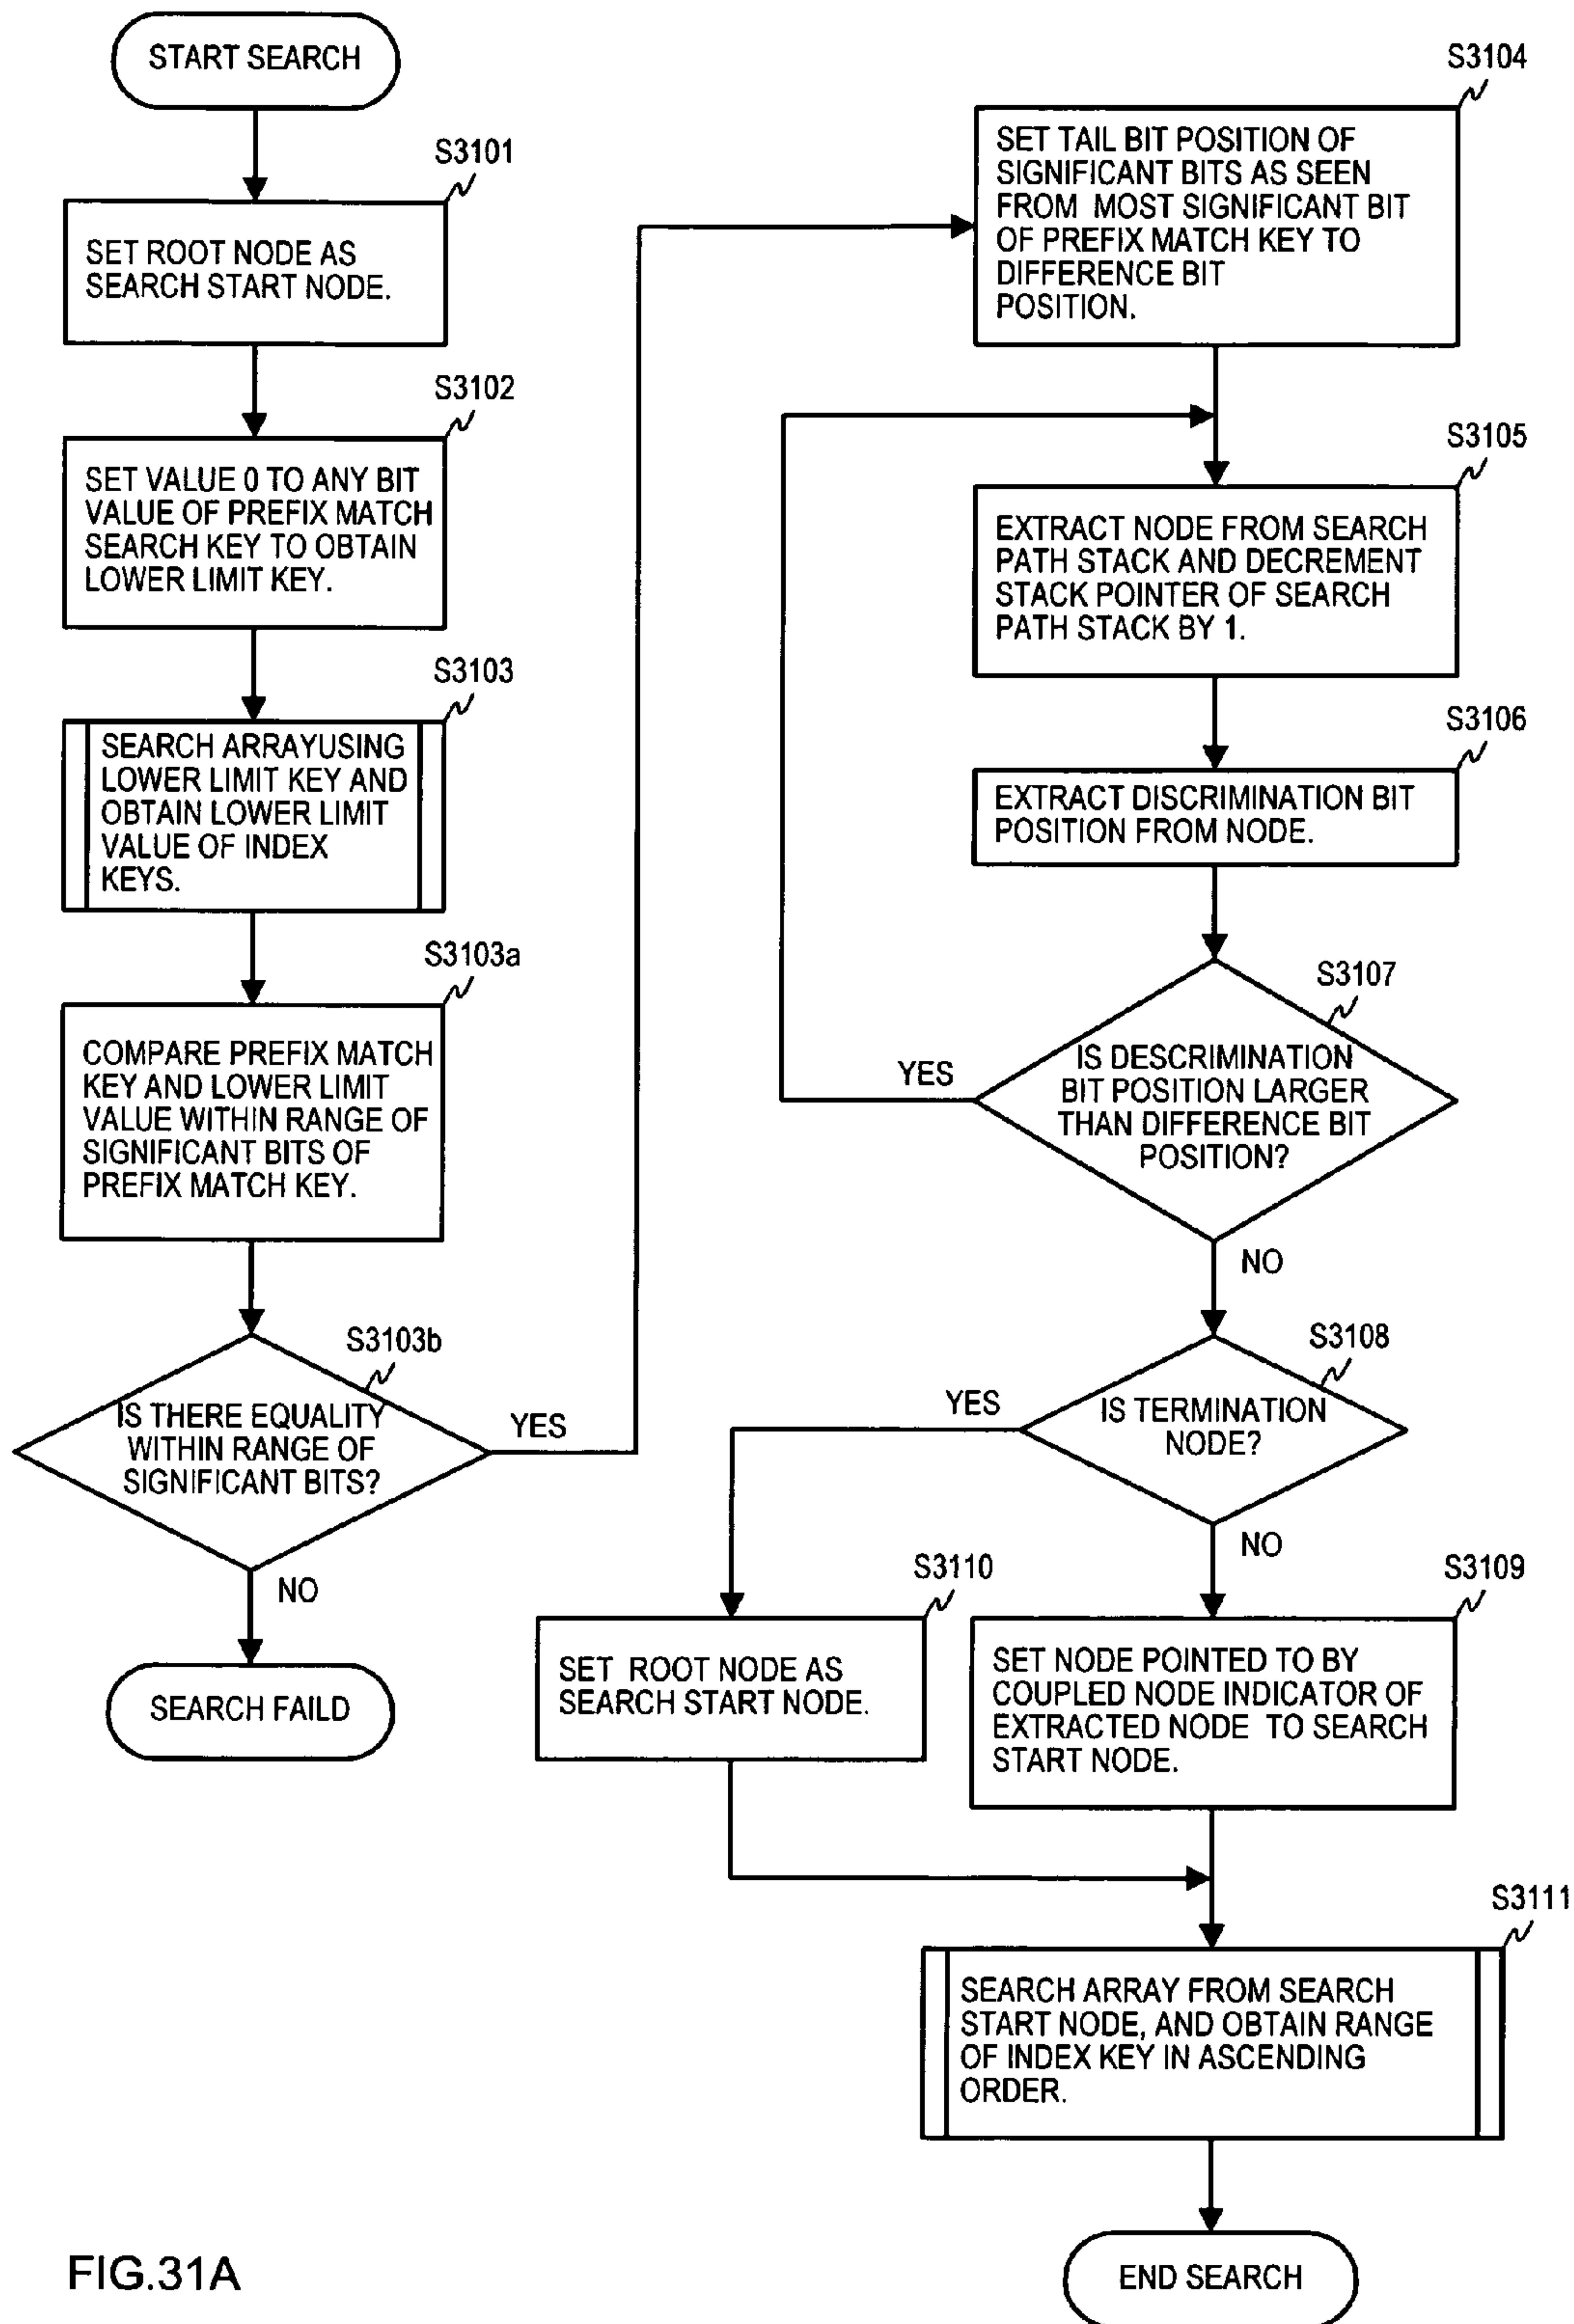 START SEARCH
S3101
SET ROOT NODE AS
SEARCH START NODE.
S3102
SET VALUE 0 TO ANY BIT
VALUE OF PREFIX MATCH
SEARCH KEY TO OBTAIN
LOWER LIMIT KEY.
S3103
SEARCH ARRAYUSING
LOWER LIMIT KEY AND
OBTAIN LOWER LIMIT
VALUE OF INDEX
KEYS.
S3103a
COMPARE PREFIX MATCH
KEY AND LOWER LIMIT
VALUE WITHIN RANGE OF
SIGNIFICANT BITS OF
PREFIX MATCH KEY.
S3103b
IS THERE EQUALITY
WITHIN RANGE OF
SIGNIFICANT BITS?
YES
NO
SEARCH FAILD
S3104
SET TAIL BIT POSITION OF
SIGNIFICANT BITS AS SEEN
FROM MOST SIGNIFICANT BIT
OF PREFIX MATCH KEY TO
DIFFERENCE BIT
POSITION.
S3105
EXTRACT NODE FROM SEARCH
PATH STACK AND DECREMENT
STACK POINTER OF SEARCH
PATH STACK BY 1.
S3106
EXTRACT DISCRIMINATION BIT
POSITION FROM NODE.
S3107
IS DESCRIMINATION
BIT POSITION LARGER
THAN DIFFERENCE BIT
POSITION?
YES
NO
S3108
IS TERMINATION
NODE?
YES
NO
S3110
SET ROOT NODE AS
SEARCH START NODE.
S3109
SET NODE POINTED TO BY
COUPLED NODE INDICATOR OF
EXTRACTED NODE TO SEARCH
START NODE.
S3111
SEARCH ARRAY FROM SEARCH
START NODE, AND OBTAIN RANGE
OF INDEX KEY IN ASCENDING
ORDER.
END SEARCH
FIG.31A